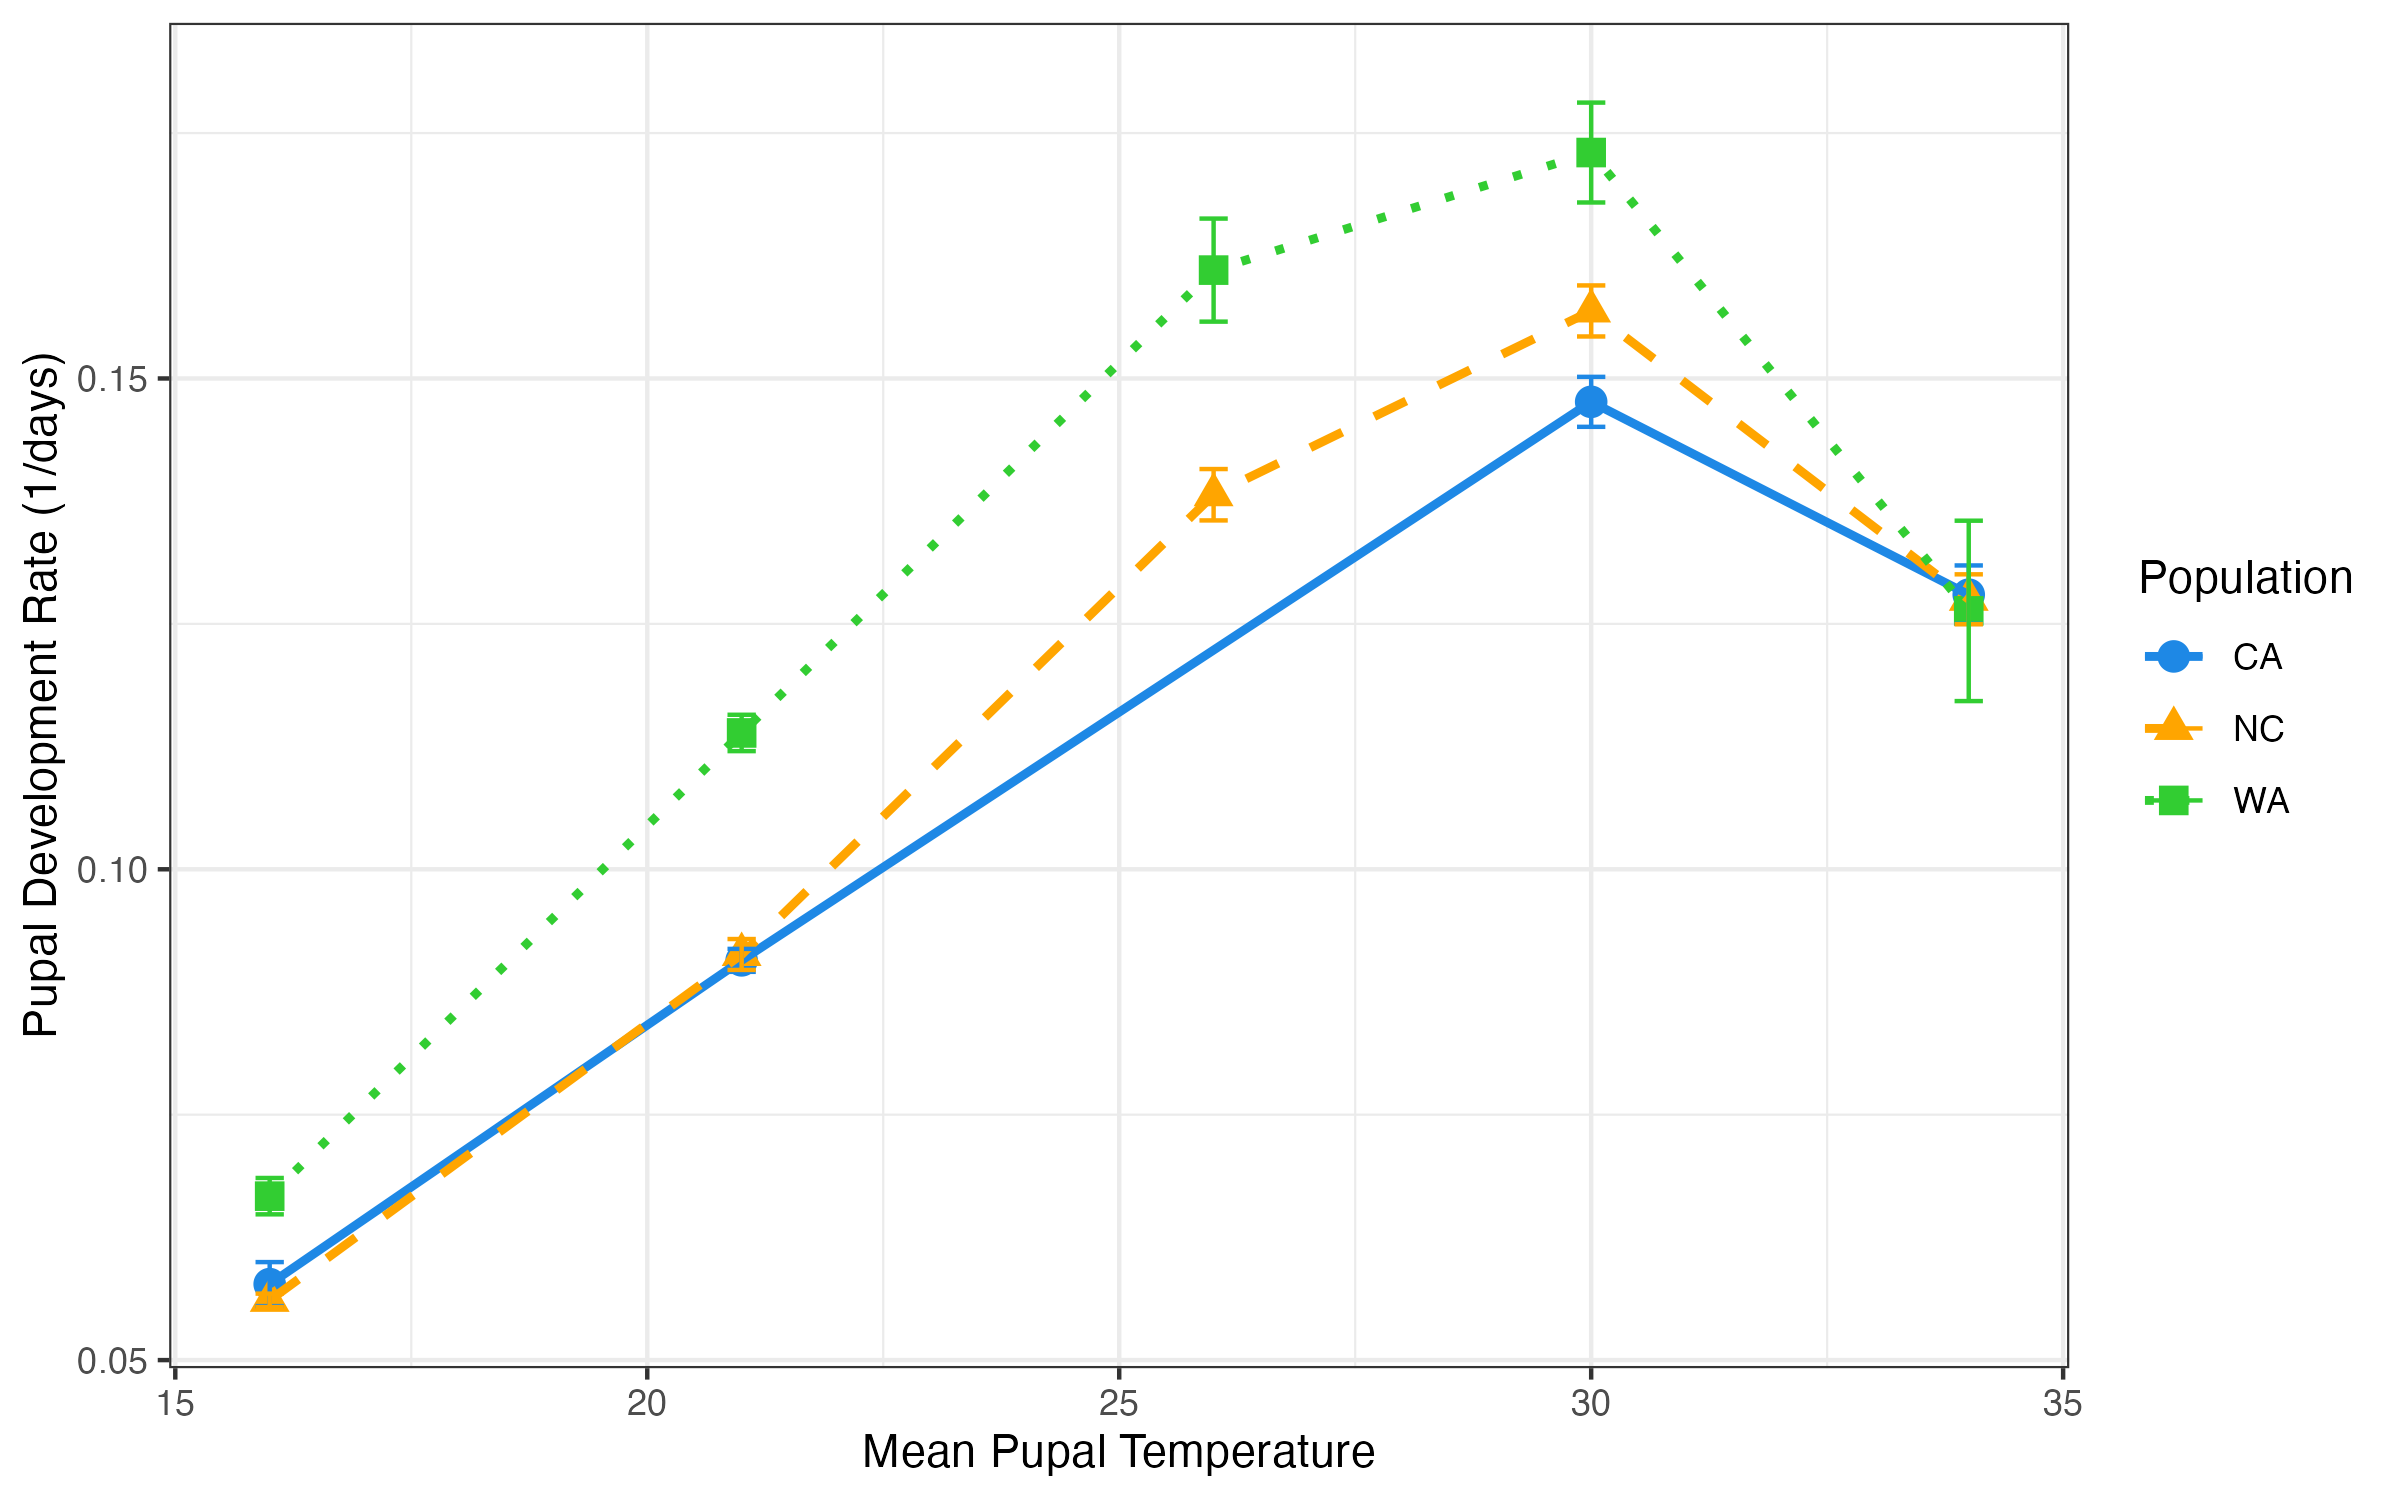 Pupal Development Rate (1/days)
0.15
0.10
0.05
15 20 25 30 35
Mean Pupal Temperature
Population
CA
NC
WA